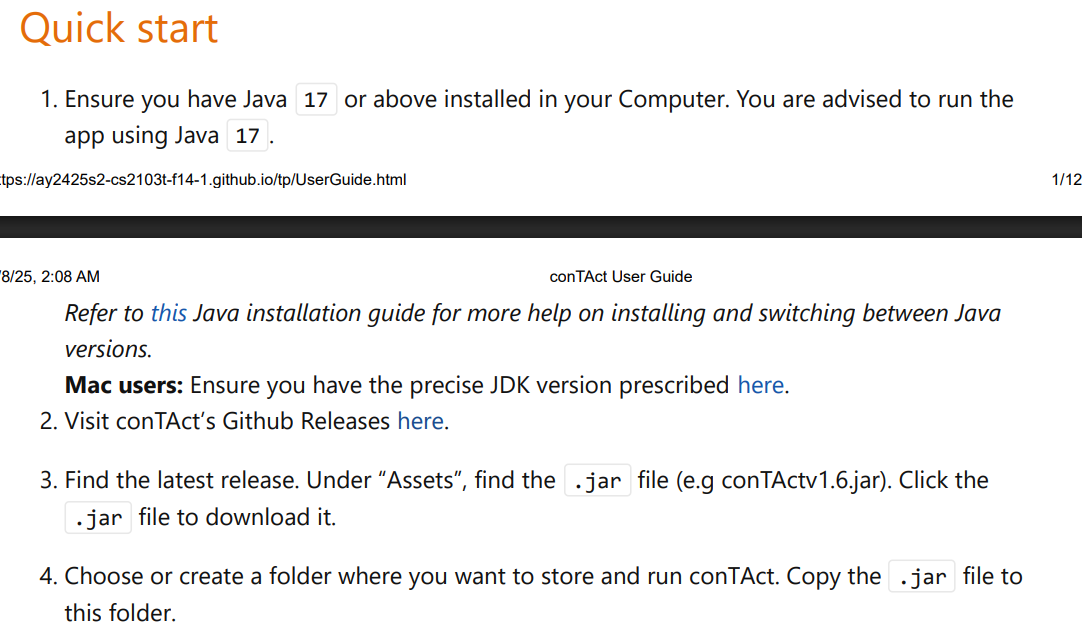 Quick start
1. Ensure you have Java 17 or above installed in your Computer. You are advised to run the
app using Java 17.
tps://ay2425s2-cs2103t-f14-1.github.io/tp/UserGuide.html 1/12
/8/25, 2:08 AM conTAct User Guide
Refer to this Java installation guide for more help on installing and switching between Java
versions.
Mac users: Ensure you have the precise JDK version prescribed here.
2. Visit conTAct’s Github Releases here.
3. Find the latest release. Under “Assets”, find the .jar file (e.g conTActv1.6.jar). Click the
.jar file to download it.
4. Choose or create a folder where you want to store and run conTAct. Copy the .jar file to
this folder.